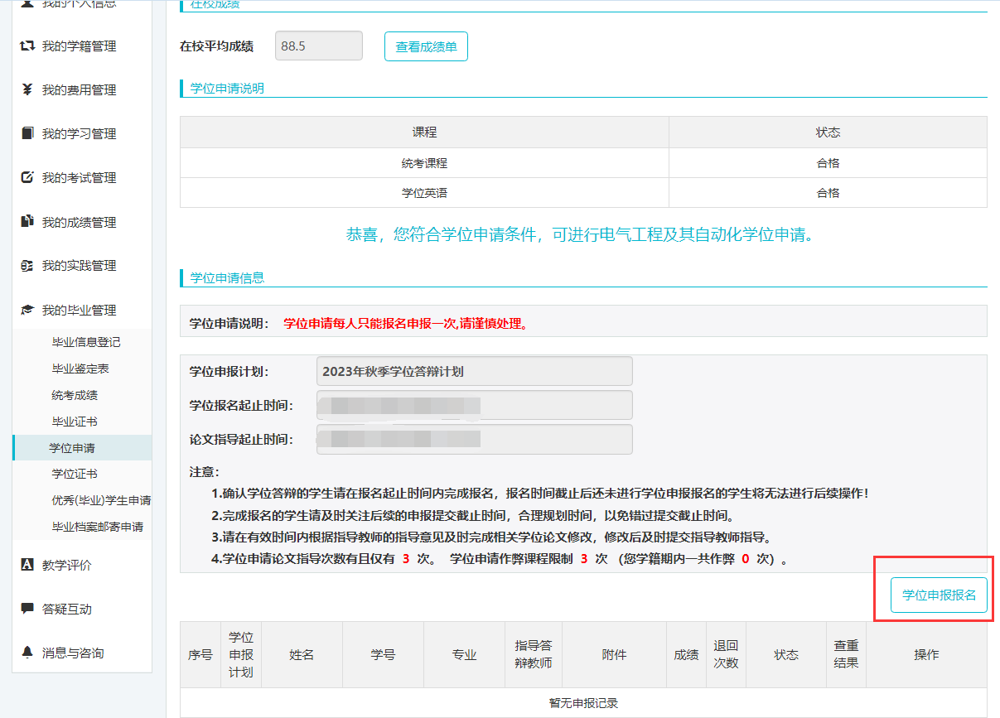 我的个人信息
我的学籍管理
我的费用管理
我的学习管理
我的考试管理
我的成绩管理
我的实践管理
我的毕业管理
毕业信息登记
毕业鉴定表
统考成绩
毕业证书
学位申请
学位证书
优秀(毕业)学生申请
毕业档案邮寄申请
教学评价
答疑互动
消息与咨询
在校成绩
在校平均成绩 88.5 查看成绩单
学位申请说明
课程 状态
统考课程 合格
学位英语 合格
恭喜，您符合学位申请条件，可进行电气工程及其自动化学位申请。
学位申请信息
学位申请说明： 学位申请每人只能报名申报一次,请谨慎处理。
学位申报计划： 2023年秋季学位答辩计划
学位报名起止时间：
论文指导起止时间：
注意：
1.确认学位答辩的学生请在报名起止时间内完成报名，报名时间截止后还未进行学位申报报名的学生将无法进行后续操作！
2.完成报名的学生请及时关注后续的申报提交截止时间，合理规划时间，以免错过提交截止时间。
3.请在有效时间内根据指导教师的指导意见及时完成相关学位论文修改，修改后及时提交指导教师指导。
4.学位申请论文指导次数有且仅有 3 次。 学位申请作弊课程限制 3 次 （您学籍期内一共作弊 0 次）。
学位申报报名
序号 学位申报计划 姓名 学号 专业 指导答辩教师 附件 成绩 退回次数 状态 查重结果 操作
暂无申报记录